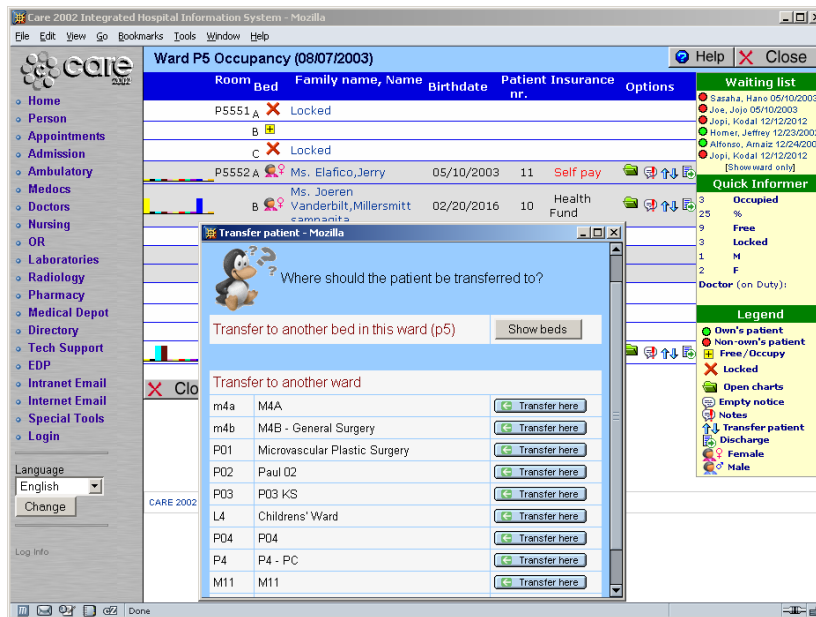 Care 2002 Integrated Hospital Information System - Mozilla
File Edit View Go Bookmarks Tools Window Help
care
2002
Home
Person
Appointments
Admission
Ambulatory
Medocs
Doctors
Nursing
OR
Laboratories
Radiology
Pharmacy
Medical Depot
Directory
Tech Support
EDP
Intranet Email
Internet Email
Special Tools
Login
Language
English
Change
Log Info
Ward P5 Occupancy (08/07/2003)
Help Close
Room Bed Family name, Name Birthdate Patient nr. Insurance Options
P5551 A Locked
B
C Locked
P5552 A Ms. Elafico,Jerry 05/10/2003 11 Self pay
B Ms. Joeren Vanderbilt,Millersmitt sampagita 02/20/2016 10 Health Fund
Clo
CARE 2002
Transfer patient - Mozilla
Where should the patient be transferred to?
Transfer to another bed in this ward (p5) Show beds
Transfer to another ward
m4a M4A Transfer here
m4b M4B - General Surgery Transfer here
P01 Microvascular Plastic Surgery Transfer here
P02 Paul 02 Transfer here
P03 P03 KS Transfer here
L4 Childrens' Ward Transfer here
P04 P04 Transfer here
P4 P4 - PC Transfer here
M11 M11 Transfer here
Waiting list
Sasaha, Hano 05/10/2003
Joe, Jojo 05/10/2003
Jopi, Kodal 12/12/2012
Homer, Jeffrey 12/23/200
Alfonso, Arnaiz 12/24/200
Jopi, Kodal 12/12/2012
[Show ward only]
Quick Informer
3 Occupied
25 %
9 Free
3 Locked
1 M
2 F
Doctor (on Duty):
Legend
Own's patient
Non-own's patient
Free/Occupy
Locked
Open charts
Empty notice
Notes
Transfer patient
Discharge
Female
Male
Done